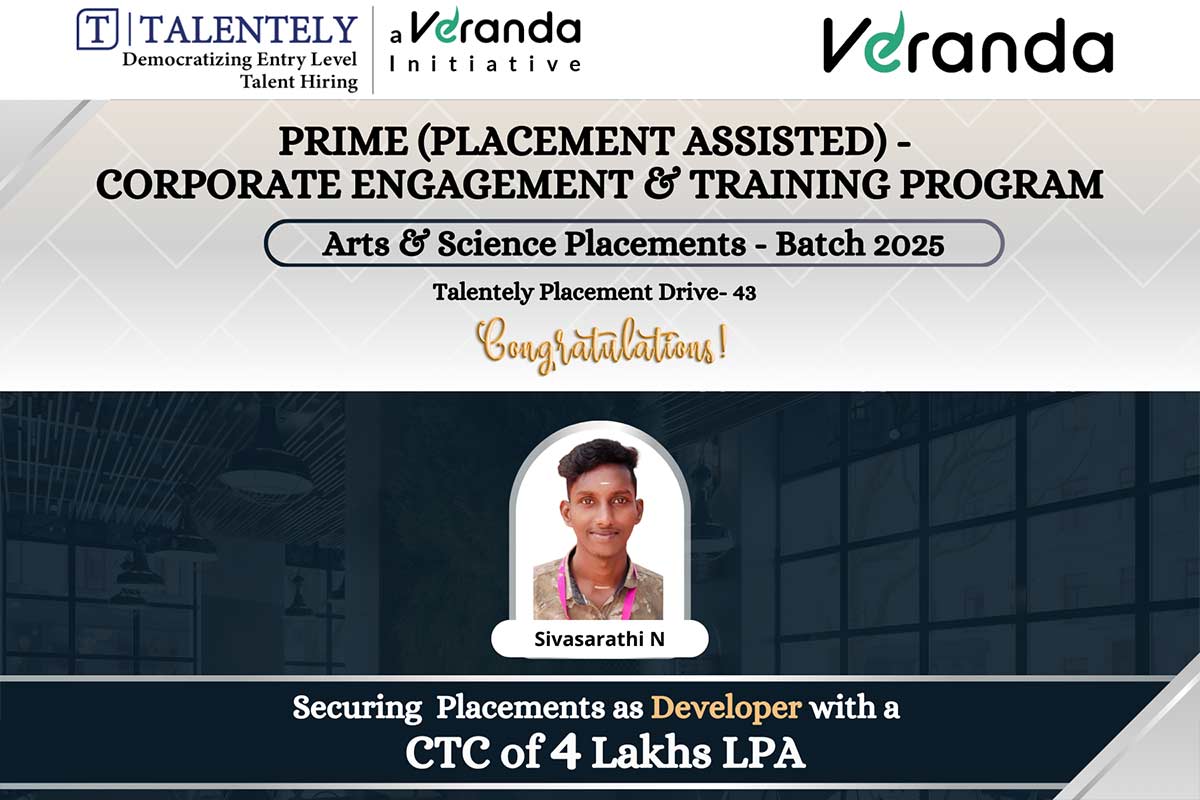 T | TALENTELY
Democratizing Entry Level
Talent Hiring
a Veranda
Initiative
Veranda
PRIME (PLACEMENT ASSISTED) -
CORPORATE ENGAGEMENT & TRAINING PROGRAM
Arts & Science Placements - Batch 2025
Talentely Placement Drive- 43
Congratulations!
Sivasarathi N
Securing Placements as Developer with a
CTC of 4 Lakhs LPA